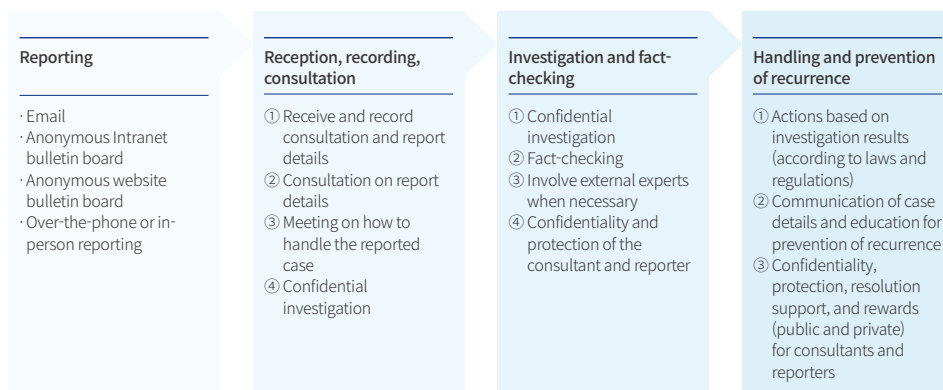 Reporting
· Email
· Anonymous Intranet
bulletin board
· Anonymous website
bulletin board
· Over-the-phone or in-
person reporting
Reception, recording,
consultation
① Receive and record
consultation and report
details
② Consultation on report
details
③ Meeting on how to
handle the reported
case
④ Confidential
investigation
Investigation and fact-
checking
① Confidential
investigation
② Fact-checking
③ Involve external experts
when necessary
④ Confidentiality and
protection of the
consultant and reporter
Handling and prevention
of recurrence
① Actions based on
investigation results
(according to laws and
regulations)
② Communication of case
details and education for
prevention of recurrence
③ Confidentiality,
protection, resolution
support, and rewards
(public and private)
for consultants and
reporters